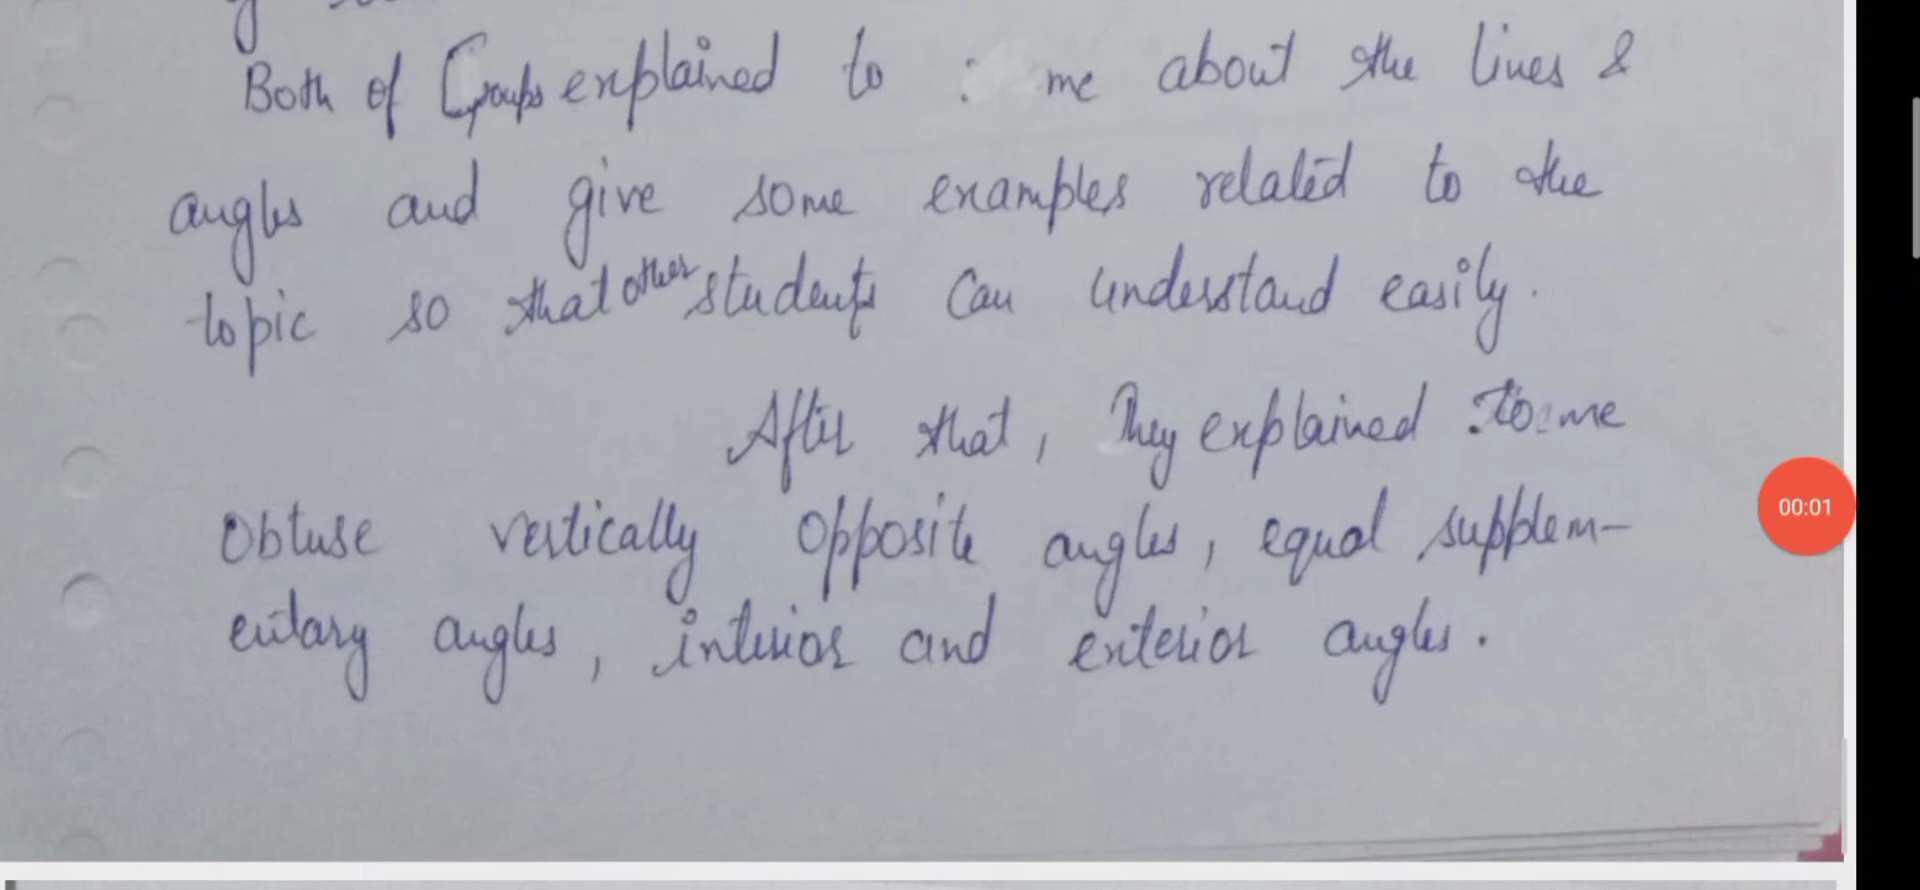 Both of Groups explained to me about the lines &
angles and give some examples related to the
topic so that other students can understand easily.
After that, They explained to me
Obtuse vertically opposite angles, equal supplem-
entary angles, interior and exterior angles.
00:01